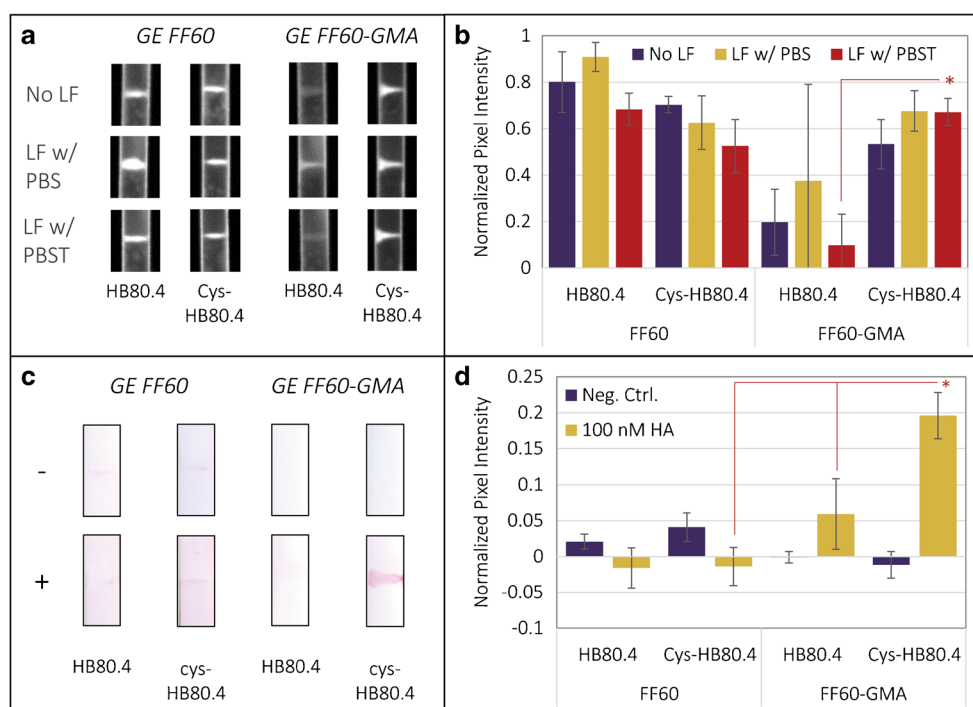 a
GE FF60
GE FF60-GMA
No LF
LF w/
PBS
LF w/
PBST
HB80.4
Cys-
HB80.4
HB80.4
Cys-
HB80.4
b
Normalized Pixel Intensity
1
0.8
0.6
0.4
0.2
0
No LF
LF w/ PBS
LF w/ PBST
*
HB80.4
Cys-HB80.4
HB80.4
Cys-HB80.4
FF60
FF60-GMA
c
GE FF60
GE FF60-GMA
-
+
HB80.4
cys-
HB80.4
HB80.4
cys-
HB80.4
d
Normalized Pixel Intensity
0.25
0.2
0.15
0.1
0.05
0
-0.05
-0.1
Neg. Ctrl.
100 nM HA
*
HB80.4
Cys-HB80.4
HB80.4
Cys-HB80.4
FF60
FF60-GMA